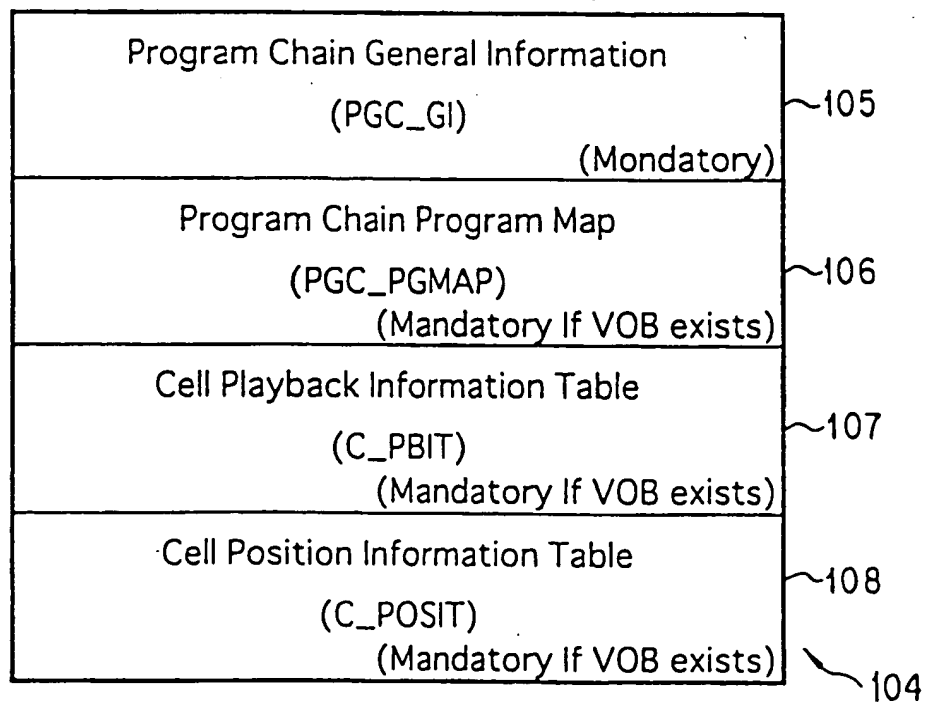 Program Chain General Information
(PGC_GI)
(Mondatory)
105
Program Chain Program Map
(PGC_PGMAP)
(Mandatory If VOB exists)
106
Cell Playback Information Table
(C_PBIT)
(Mandatory If VOB exists)
107
Cell Position Information Table
(C_POSIT)
(Mandatory If VOB exists)
108
104